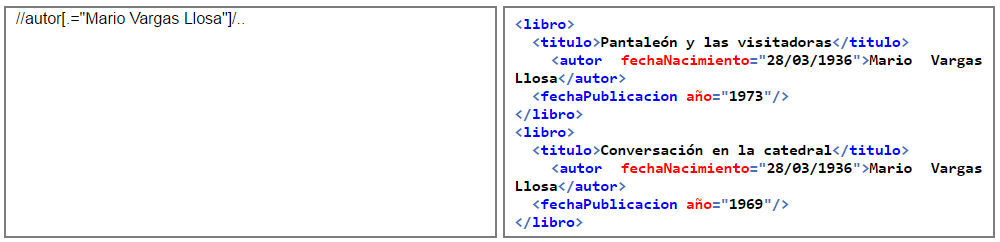 //autor[.="Mario Vargas Llosa"]/..
<libro>
<titulo>Pantaleón y las visitadoras</titulo>
<autor fechaNacimiento="28/03/1936">Mario Vargas
Llosa</autor>
<fechaPublicacion año="1973"/>
</libro>
<libro>
<titulo>Conversación en la catedral</titulo>
<autor fechaNacimiento="28/03/1936">Mario Vargas
Llosa</autor>
<fechaPublicacion año="1969"/>
</libro>